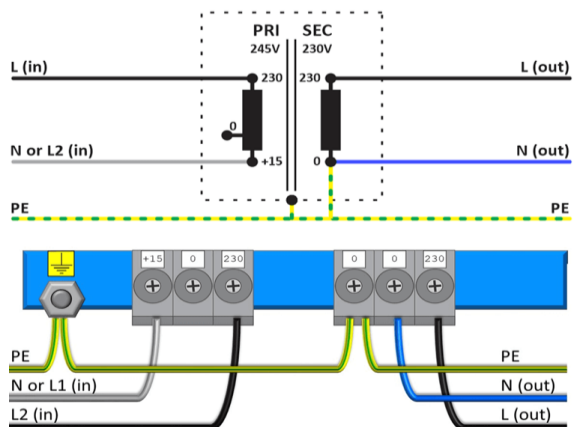 PRI SEC
245V 230V
L (in) 230 230 L (out)
0
N or L2 (in) +15 0 N (out)
PE PE
+15 0 230 0 0 230
PE PE
N or L1 (in) N (out)
L2 (in) L (out)